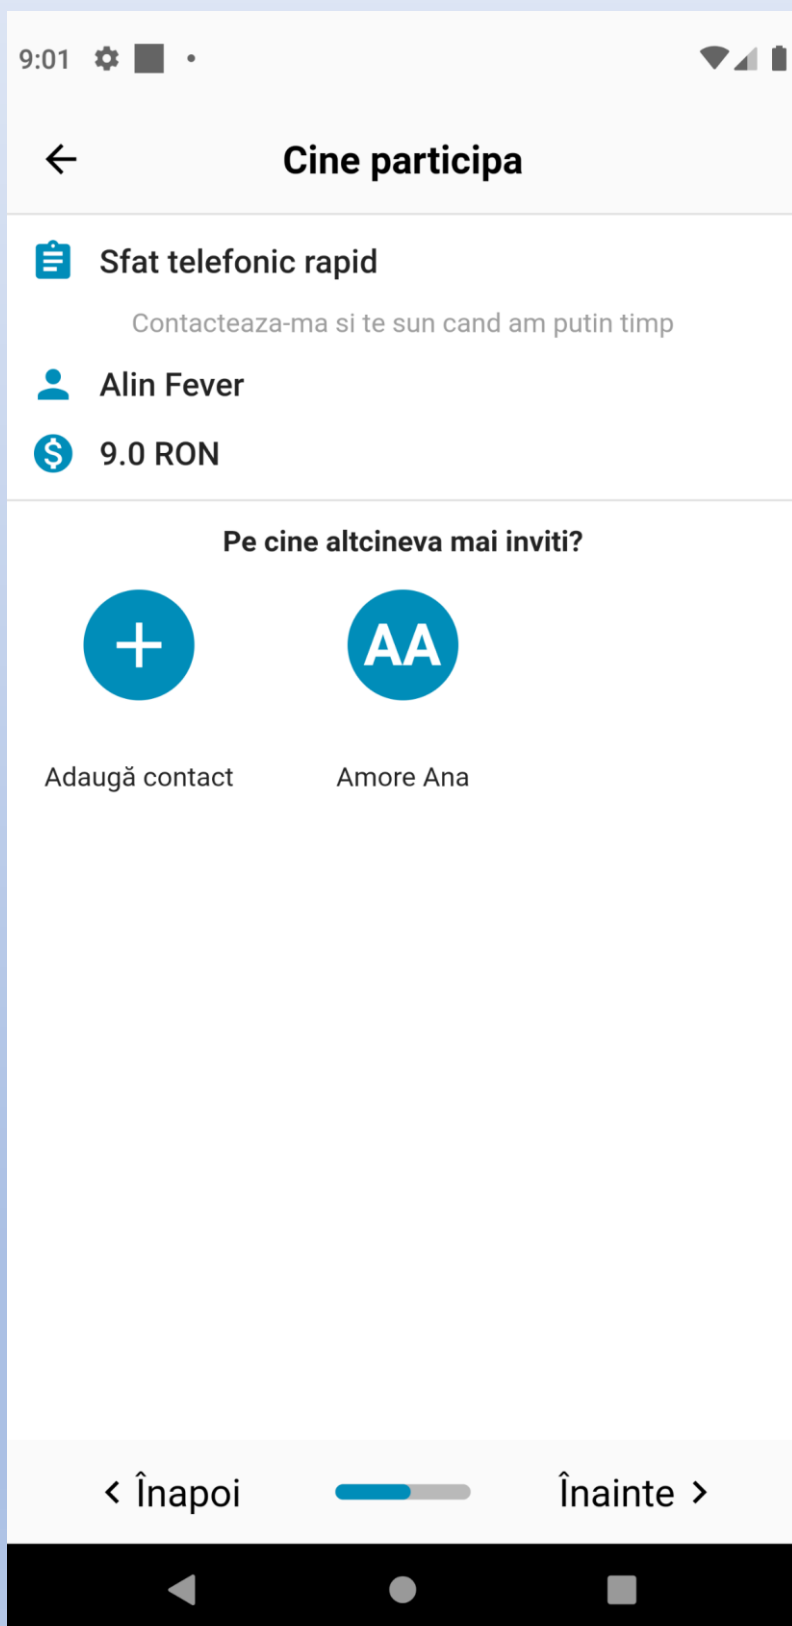 9:01
Cine participa
Sfat telefonic rapid
Contacteaza-ma si te sun cand am putin timp
Alin Fever
$ 9.0 RON
Pe cine altcineva mai inviti?
+ AA
Adaugă contact Amore Ana
< Înapoi Înainte >